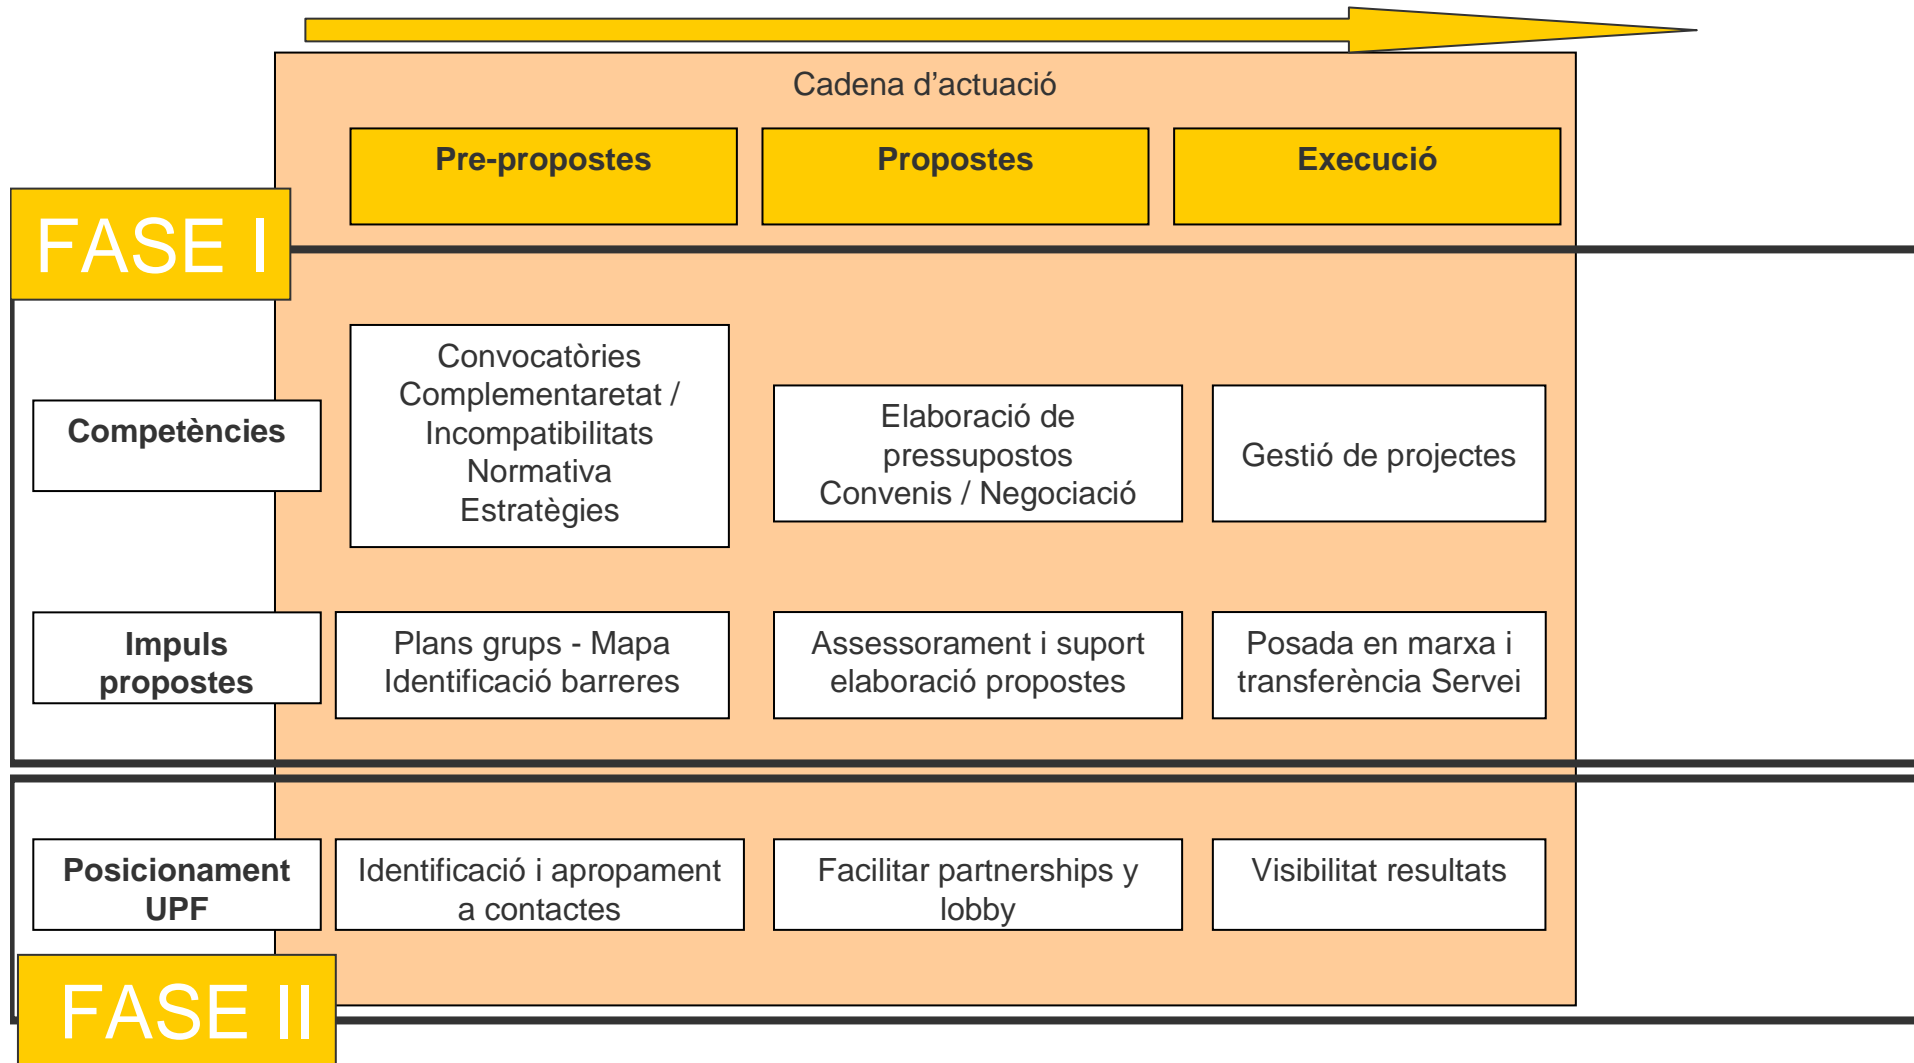 Cadena d’actuació
Pre-propostes
Propostes
Execució
FASE I
Competències
Convocatòries
Complementaretat /
Incompatibilitats
Normativa
Estratègies
Elaboració de
pressupostos
Convenis / Negociació
Gestió de projectes
Impuls
propostes
Plans grups - Mapa
Identificació barreres
Assessorament i suport
elaboració propostes
Posada en marxa i
transferència Servei
Posicionament
UPF
Identificació i apropament
a contactes
Facilitar partnerships y
lobby
Visibilitat resultats
FASE II